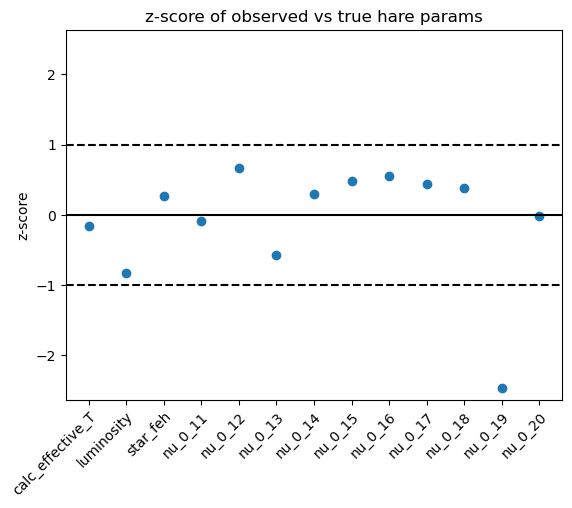 z-score of observed vs true hare params
z-score
2
1
0
−1
−2
calc_effective_T
luminosity
star_feh
nu_0_11
nu_0_12
nu_0_13
nu_0_14
nu_0_15
nu_0_16
nu_0_17
nu_0_18
nu_0_19
nu_0_20